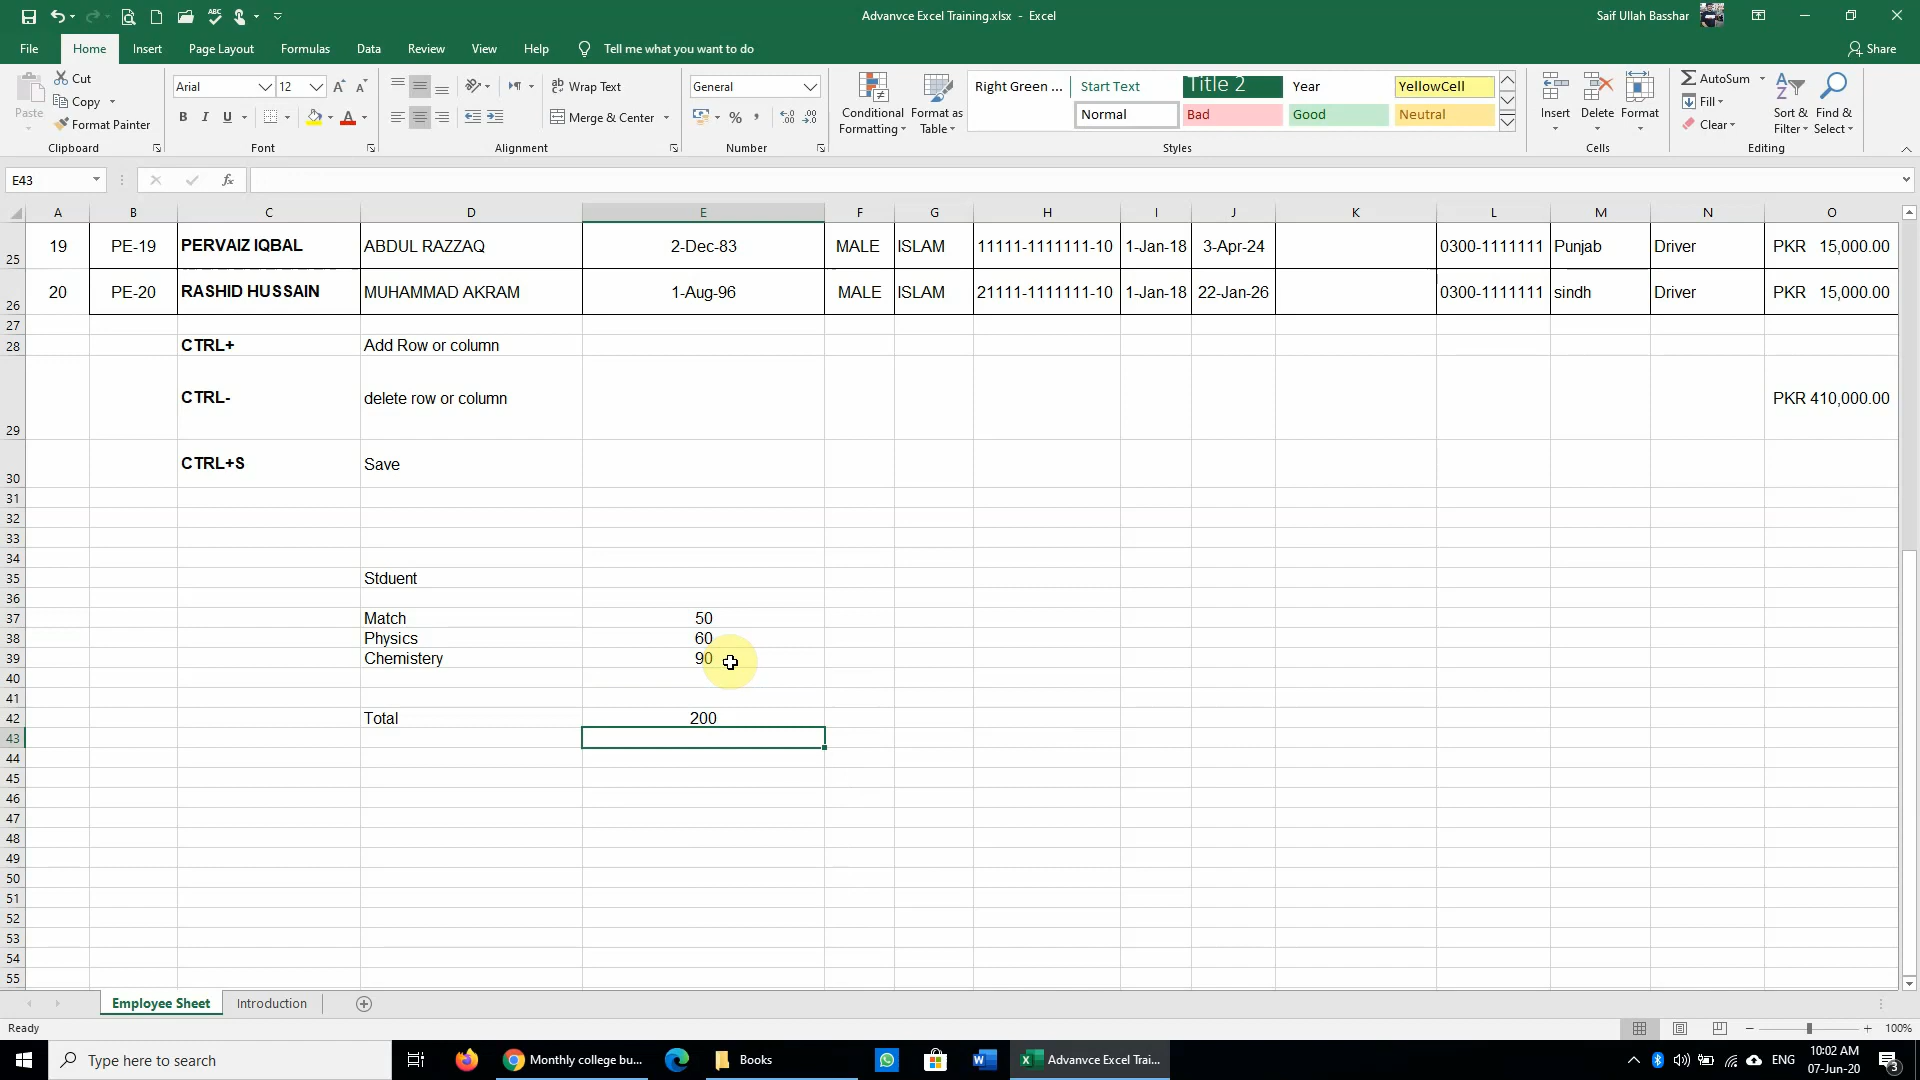 Advanvce Excel Training.xlsx - Excel
Saif Ullah Basshar
File Home Insert Page Layout Formulas Data Review View Help Tell me what you want to do Share
Paste
Cut
Copy
Format Painter
Clipboard
Arial 12
B I U
Font
Wrap Text
Merge & Center
Alignment
General
Number
Conditional Formatting
Format as Table
Right Green ... Start Text Title 2 Year YellowCell
Normal Bad Good Neutral
Styles
Insert Delete Format
Cells
AutoSum
Fill
Clear
Sort & Filter
Find & Select
Editing
E43
fx
A B C D E F G H I J K L M N O
25 19 PE-19 PERVAIZ IQBAL ABDUL RAZZAQ 2-Dec-83 MALE ISLAM 11111-1111111-10 1-Jan-18 3-Apr-24 0300-1111111 Punjab Driver PKR 15,000.00
26 20 PE-20 RASHID HUSSAIN MUHAMMAD AKRAM 1-Aug-96 MALE ISLAM 21111-1111111-10 1-Jan-18 22-Jan-26 0300-1111111 sindh Driver PKR 15,000.00
27
28 CTRL+ Add Row or column
29 CTRL- delete row or column PKR 410,000.00
30 CTRL+S Save
31
32
33
34
35 Stduent
36
37 Match 50
38 Physics 60
39 Chemistery 90
40
41
42 Total 200
43
44
45
46
47
48
49
50
51
52
53
54
55
Employee Sheet Introduction
Ready
100%
Type here to search
Monthly college bu...
Books
Advanvce Excel Trai...
ENG
10:02 AM
07-Jun-20
3